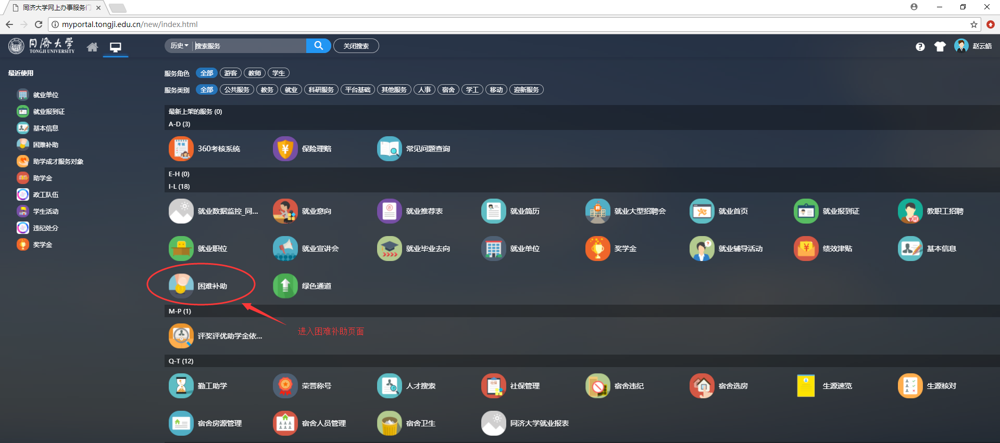 同济大学网上办事服务门
myportal.tongji.edu.cn/new/index.html
同濟大學
TONGJI UNIVERSITY
历史 搜索服务 关闭搜索
赵云皓
最近使用
就业单位
就业报到证
基本信息
困难补助
助学成才服务对象
助学金
政工队伍
学生活动
违纪处分
奖学金
服务角色 全部 游客 教师 学生
服务类别 全部 公共服务 教务 就业 科研服务 平台基础 其他服务 人事 宿舍 学工 移动 迎新服务
最新上架的服务 (0)
A-D (3)
360考核系统 保险理赔 常见问题查询
E-H (0)
I-L (18)
就业数据监控_同... 就业意向 就业推荐表 就业简历 就业大型招聘会 就业首页 就业报到证 教职工招聘
就业职位 就业宣讲会 就业毕业去向 就业单位 奖学金 就业辅导活动 绩效津贴 基本信息
困难补助 绿色通道
M-P (1)
进入困难补助页面
评奖评优助学金依...
Q-T (12)
勤工助学 荣誉称号 人才搜索 社保管理 宿舍违纪 宿舍选房 生源速览 生源核对
宿舍房源管理 宿舍人员管理 宿舍卫生 同济大学就业报表